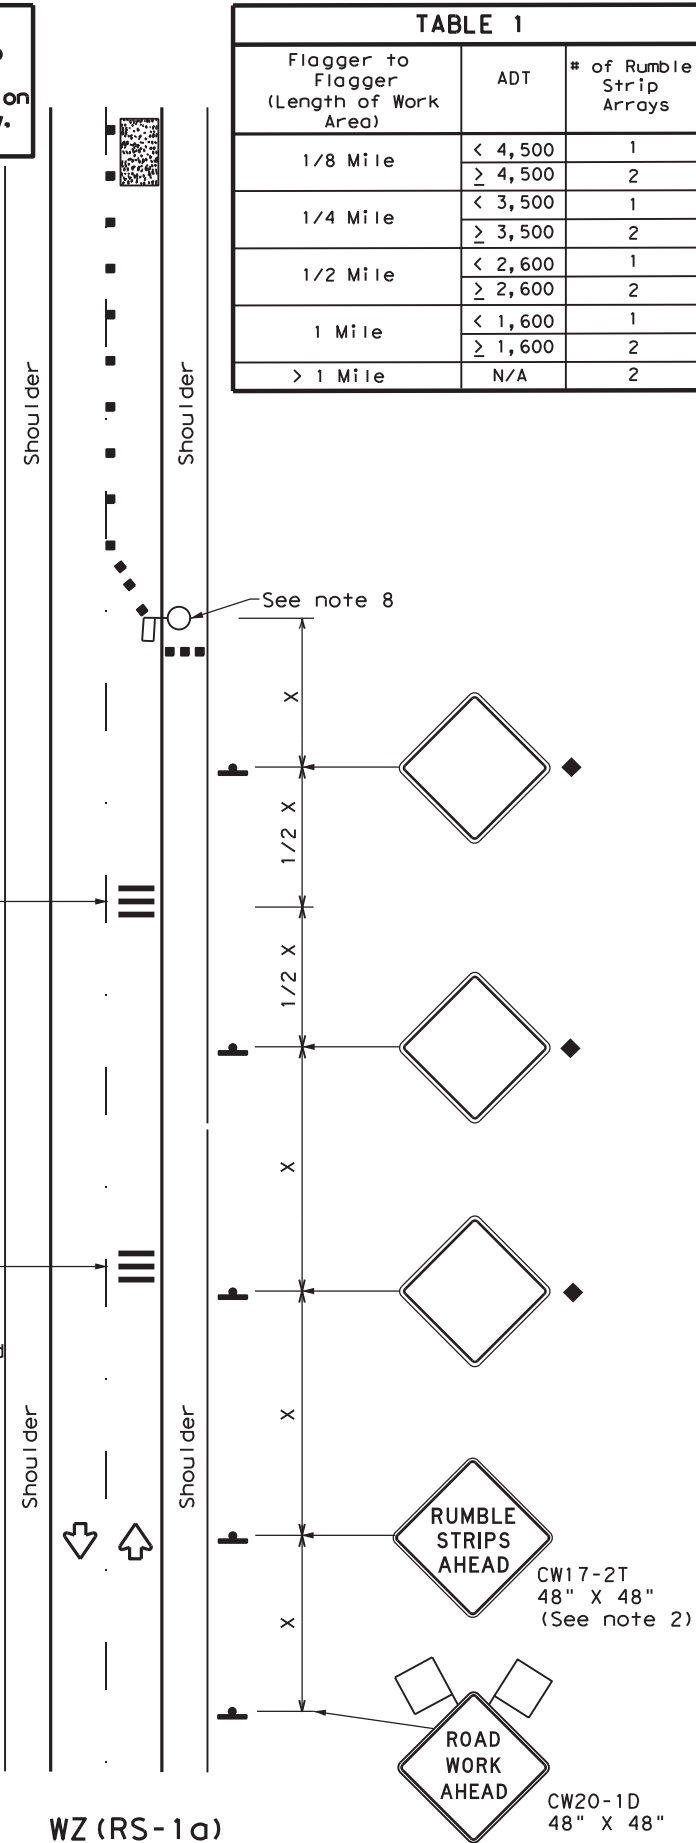 on
TABLE 1
Flagger to
Flagger
(Length of Work
Area)
ADT
# of Rumble
Strip
Arrays
1/8 Mile
< 4,500 1
≥ 4,500 2
1/4 Mile
< 3,500 1
≥ 3,500 2
1/2 Mile
< 2,600 1
≥ 2,600 2
1 Mile
< 1,600 1
≥ 1,600 2
> 1 Mile N/A 2
Shoulder
Shoulder
See note 8
X
1/2 X
1/2 X
X
X
X
Shoulder
Shoulder
RUMBLE
STRIPS
AHEAD
CW17-2T
48" X 48"
(See note 2)
ROAD
WORK
AHEAD
CW20-1D
48" X 48"
WZ(RS-1a)